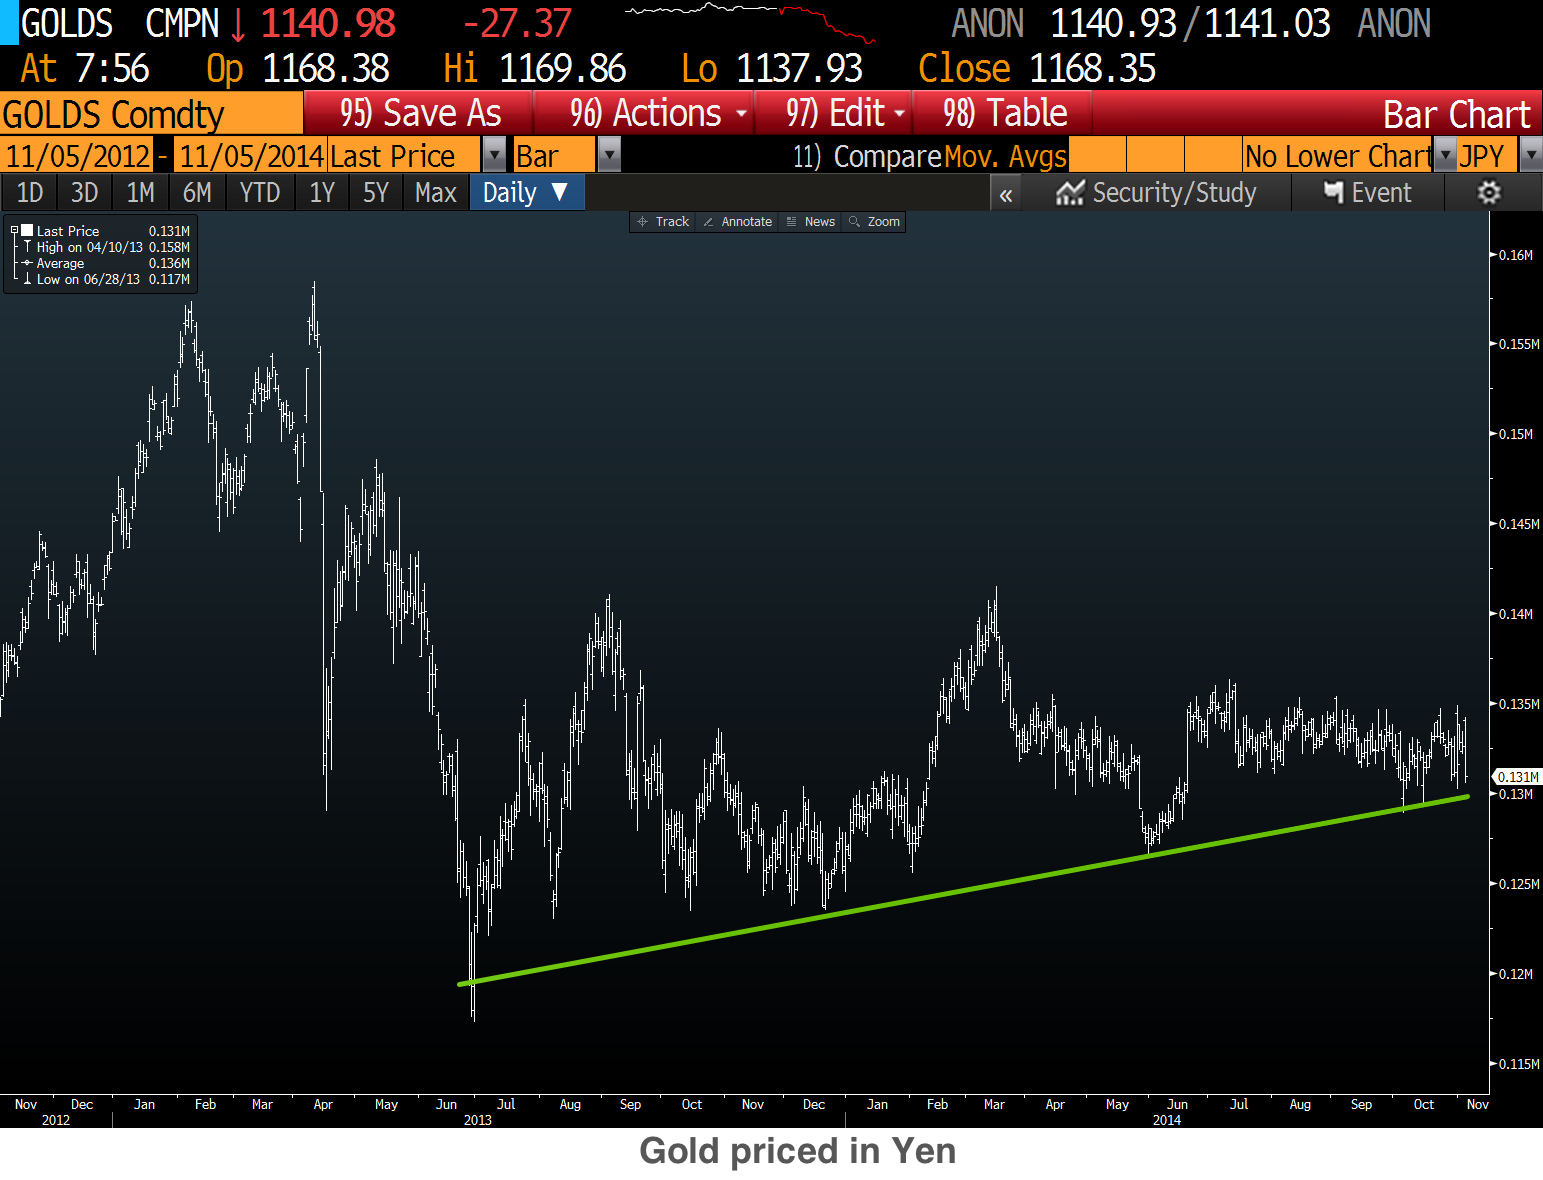 GOLDS CMPN ↓ 1140.98 -27.37 ANON 1140.93/1141.03 ANON
At 7:56 Op 1168.38 Hi 1169.86 Lo 1137.93 Close 1168.35
GOLDS Comdty 95) Save As 96) Actions 97) Edit 98) Table Bar Chart
11/05/2012 - 11/05/2014 Last Price Bar 11) Compare Mov. Avgs No Lower Chart JPY
1D 3D 1M 6M YTD 1Y 5Y Max Daily ▼ « Security/Study Event
Track Annotate News Zoom
Last Price 0.131M
High on 04/10/13 0.158M
Average 0.136M
Low on 06/28/13 0.117M
0.16M
0.155M
0.15M
0.145M
0.14M
0.135M
0.131M
0.13M
0.125M
0.12M
0.115M
Nov Dec Jan Feb Mar Apr May Jun Jul Aug Sep Oct Nov Dec Jan Feb Mar Apr May Jun Jul Aug Sep Oct Nov
2012 2013 2014
Gold priced in Yen